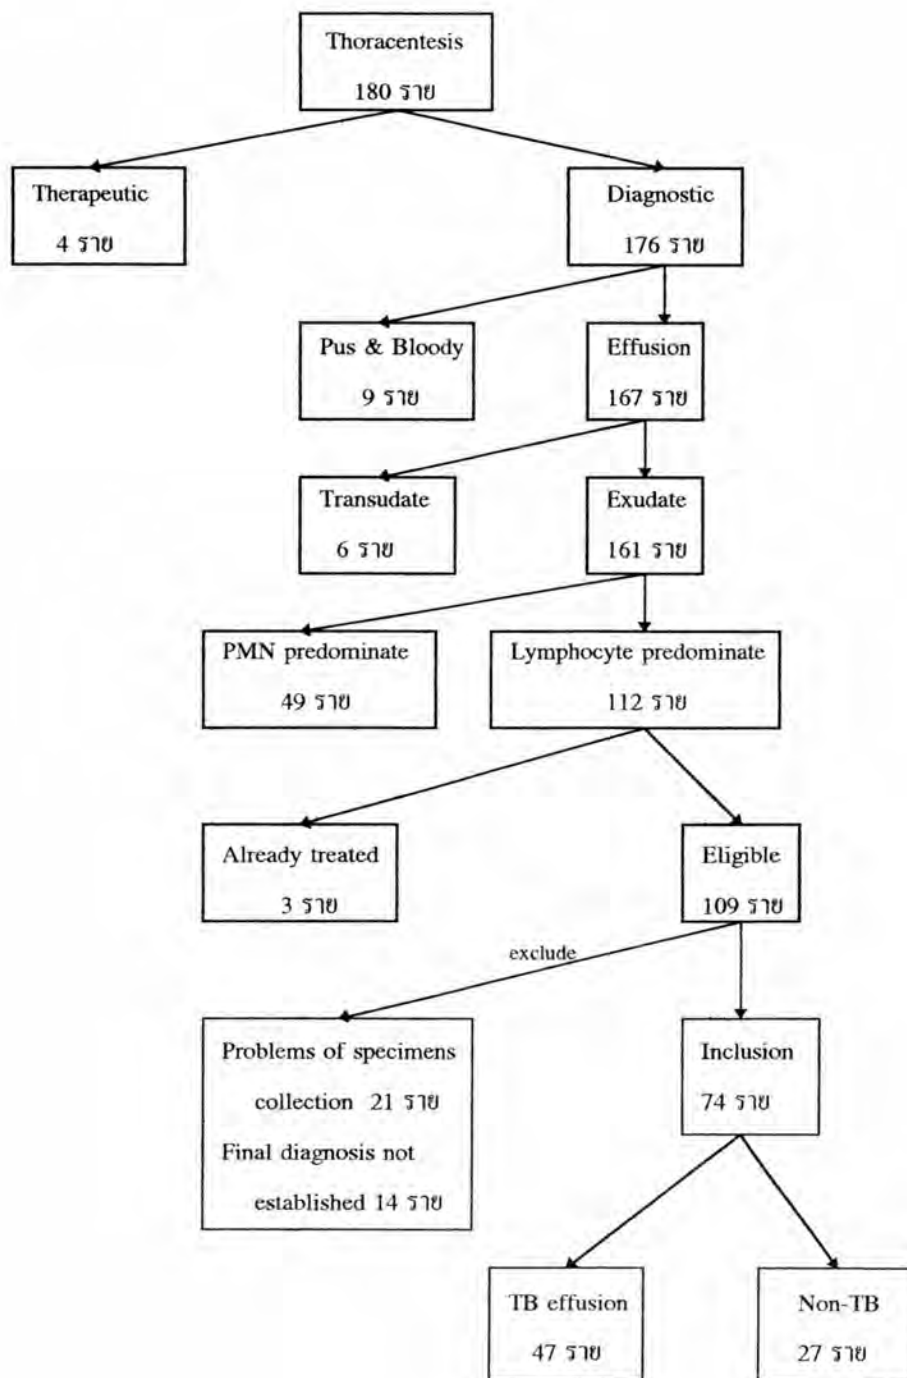 Thoracentesis
180 ราย
Therapeutic
4 ราย
Diagnostic
176 ราย
Pus & Bloody
9 ราย
Effusion
167 ราย
Transudate
6 ราย
Exudate
161 ราย
PMN predominate
49 ราย
Lymphocyte predominate
112 ราย
Already treated
3 ราย
Eligible
109 ราย
exclude
Problems of specimens
collection 21 ราย
Final diagnosis not
established 14 ราย
Inclusion
74 ราย
TB effusion
47 ราย
Non-TB
27 ราย